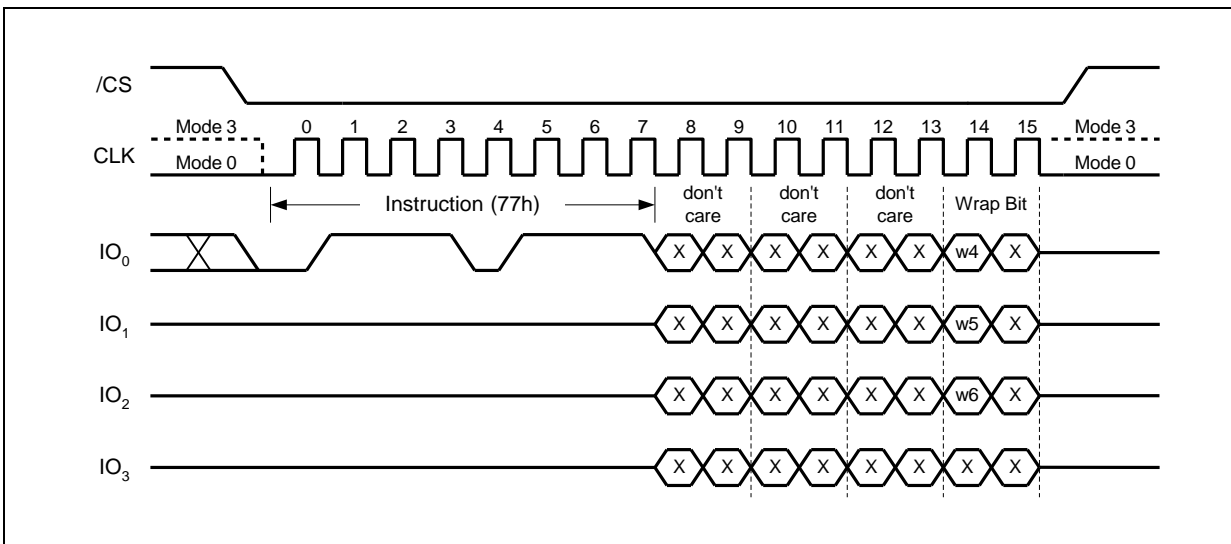 /CS
Mode 3 0 1 2 3 4 5 6 7 8 9 10 11 12 13 14 15 Mode 3
CLK
Mode 0 Mode 0
Instruction (77h) don't care don't care don't care Wrap Bit
IO0 X X X X X X w4 X
IO1 X X X X X X w5 X
IO2 X X X X X X w6 X
IO3 X X X X X X X X